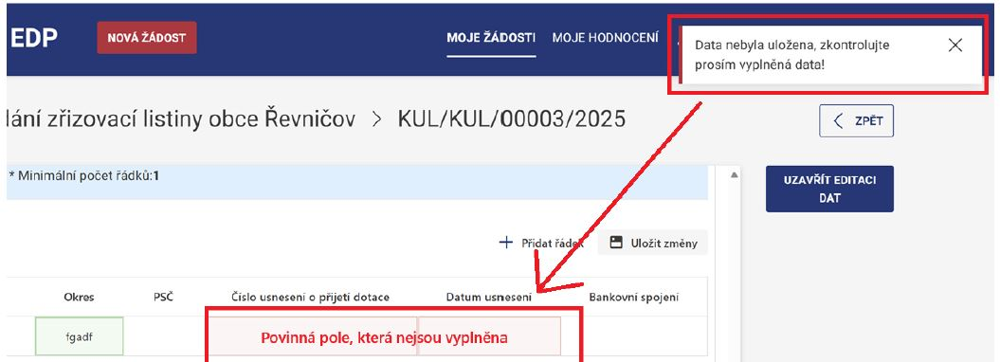 EDP
NOVÁ ŽÁDOST
MOJE ŽÁDOSTI
MOJE HODNOCENÍ
Data nebyla uložena, zkontrolujte
prosím vyplněná data!
lání zřizovací listiny obce Řevničov > KUL/KUL/00003/2025
ZPĚT
* Minimální počet řádků:1
UZAVŘÍT EDITACI
DAT
Přidat řádek
Uložit změny
Okres PSČ Číslo usnesení o přijetí dotace Datum usnesení Bankovní spojení
fgadf
Povinná pole, která nejsou vyplněna